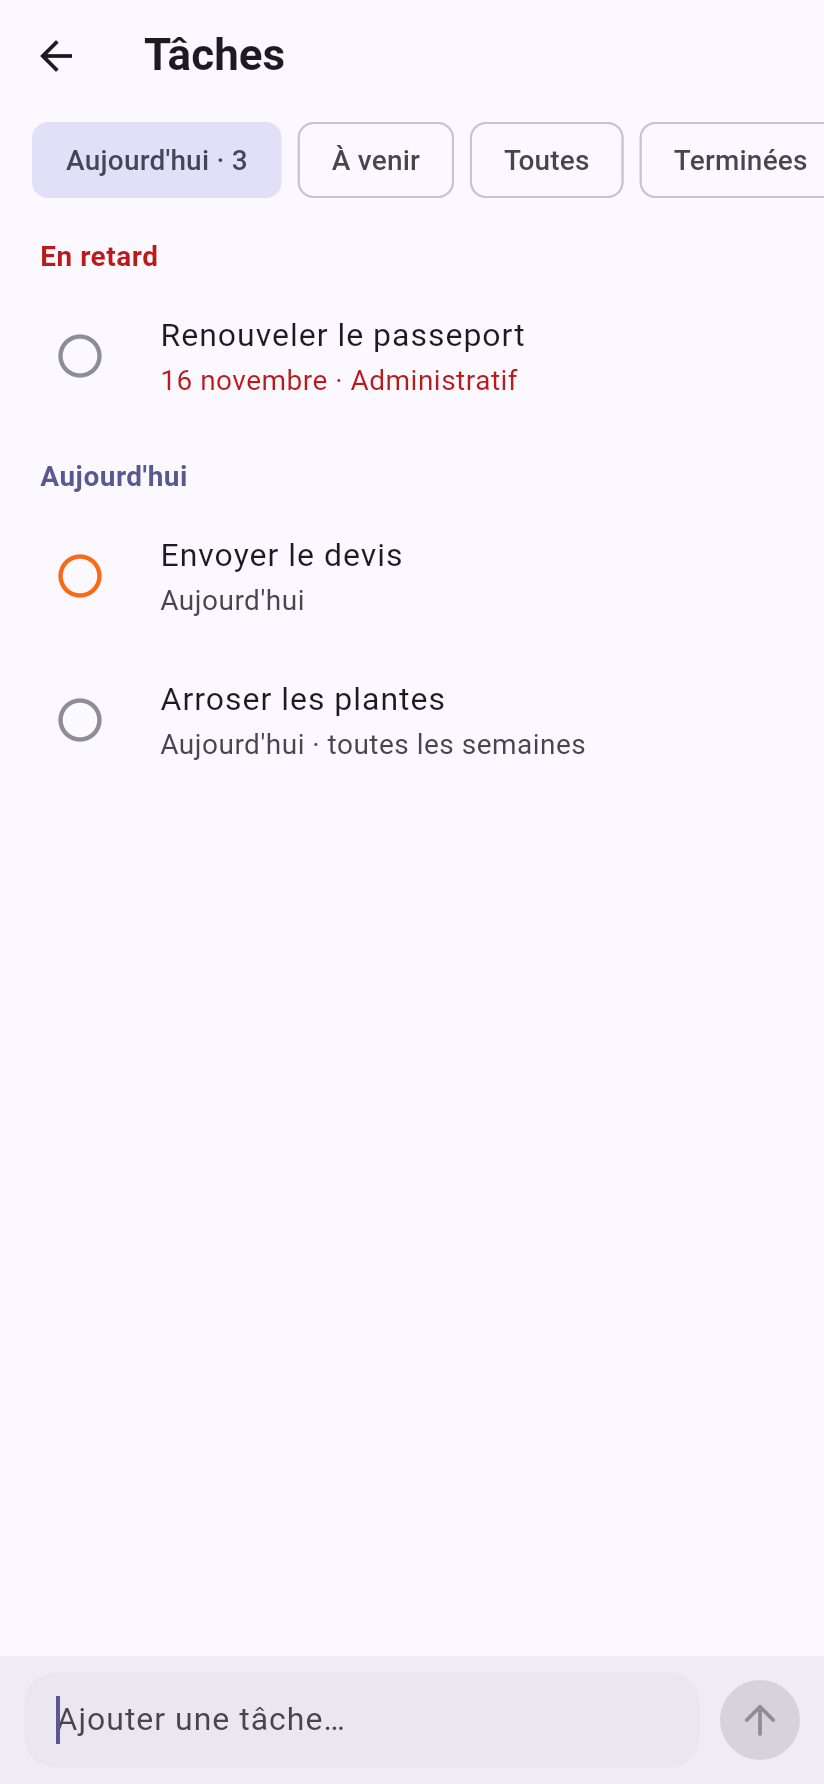 Tâches
Aujourd'hui · 3
À venir
Toutes
Terminées
En retard
Renouveler le passeport
16 novembre · Administratif
Aujourd'hui
Envoyer le devis
Aujourd'hui
Arroser les plantes
Aujourd'hui · toutes les semaines
Ajouter une tâche…